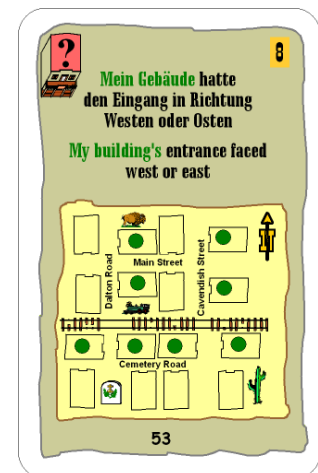 ?
8
Mein Gebäude hatte
den Eingang in Richtung
Westen oder Osten
My building's entrance faced
west or east
Main Street
Dalton Road
Cavendish Street
N
Cemetery Road
53